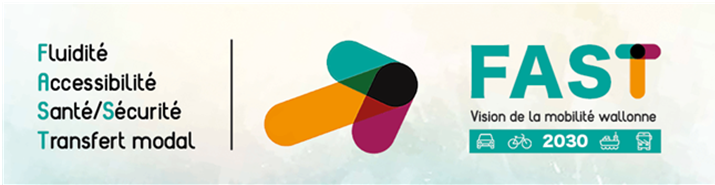 Fluidité
Accessibilité
Santé/Sécurité
Transfert modal
FAST
Vision de la mobilité wallonne
2030